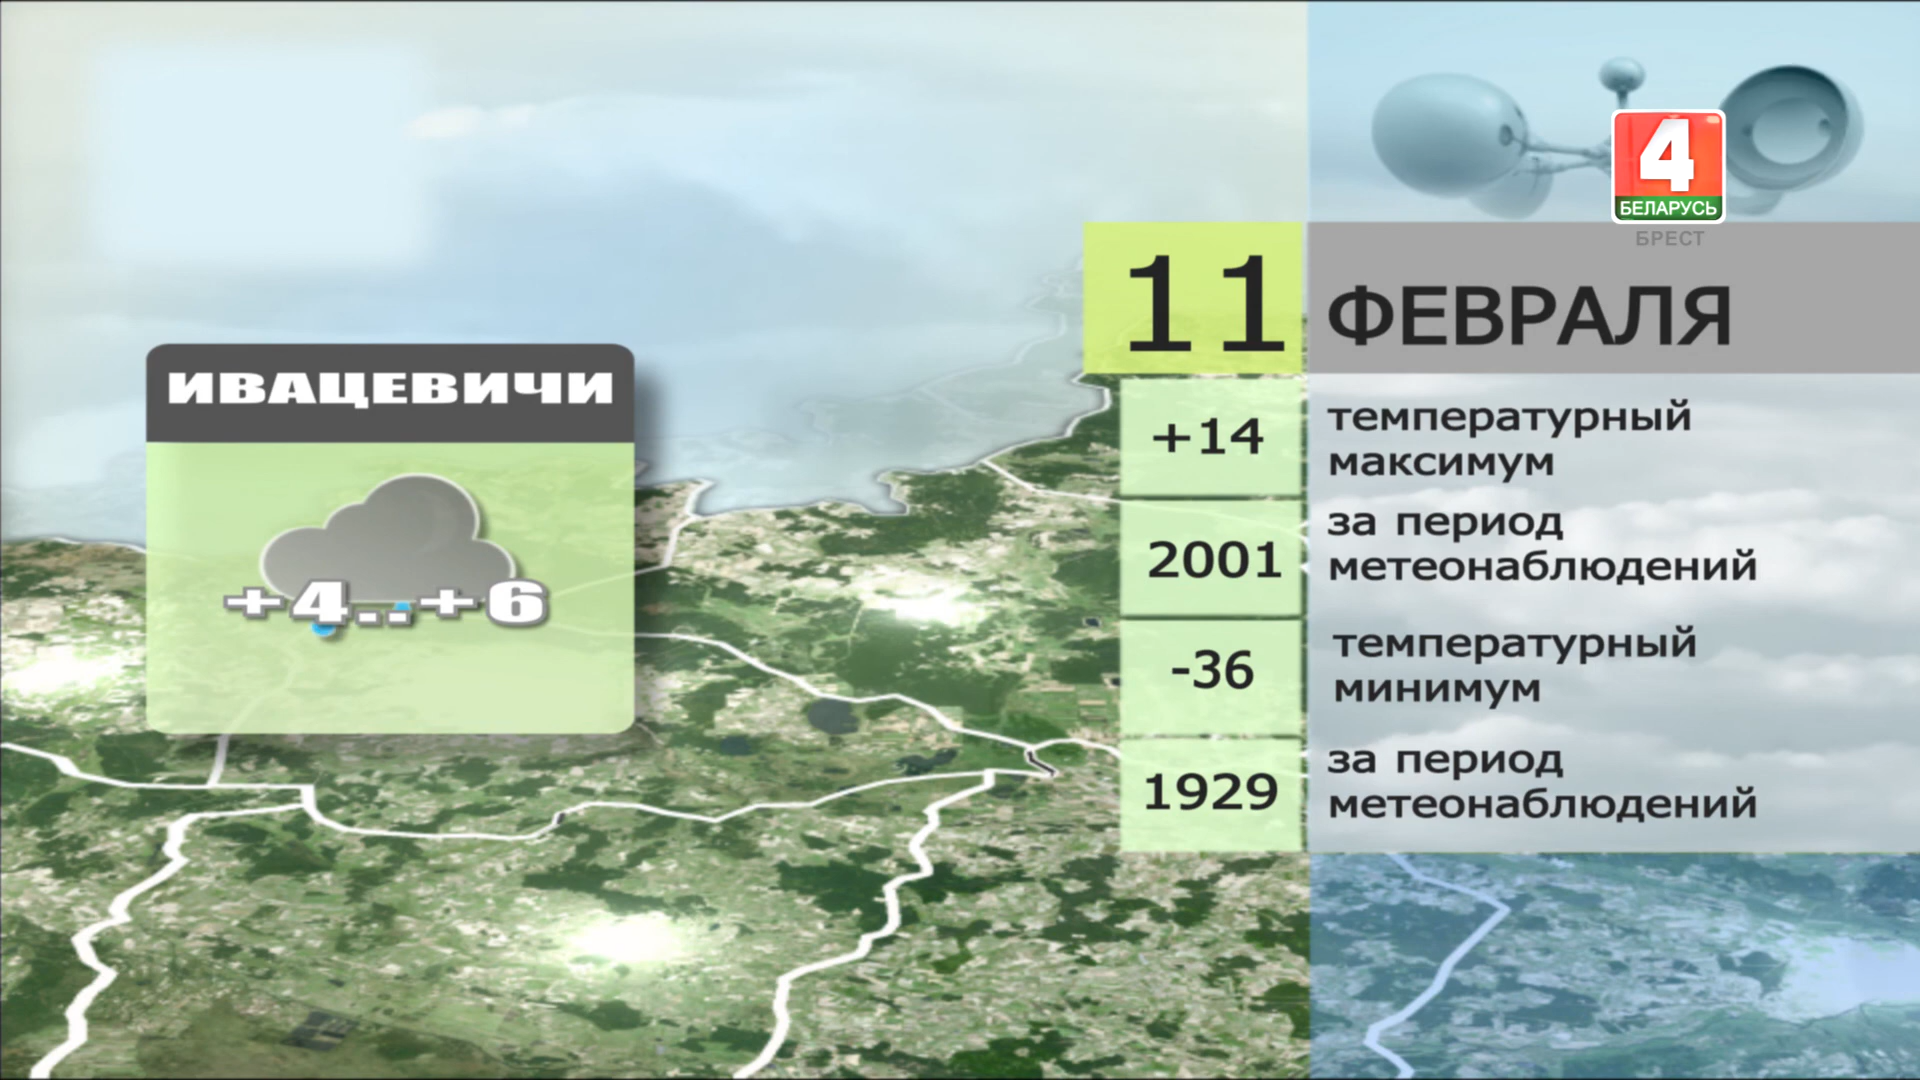 4
БЕЛАРУСЬ
БРЕСТ
11 ФЕВРАЛЯ
ИВАЦЕВИЧИ
+4..+6
+14 температурный
максимум
2001 за период
метеонаблюдений
-36 температурный
минимум
1929 за период
метеонаблюдений